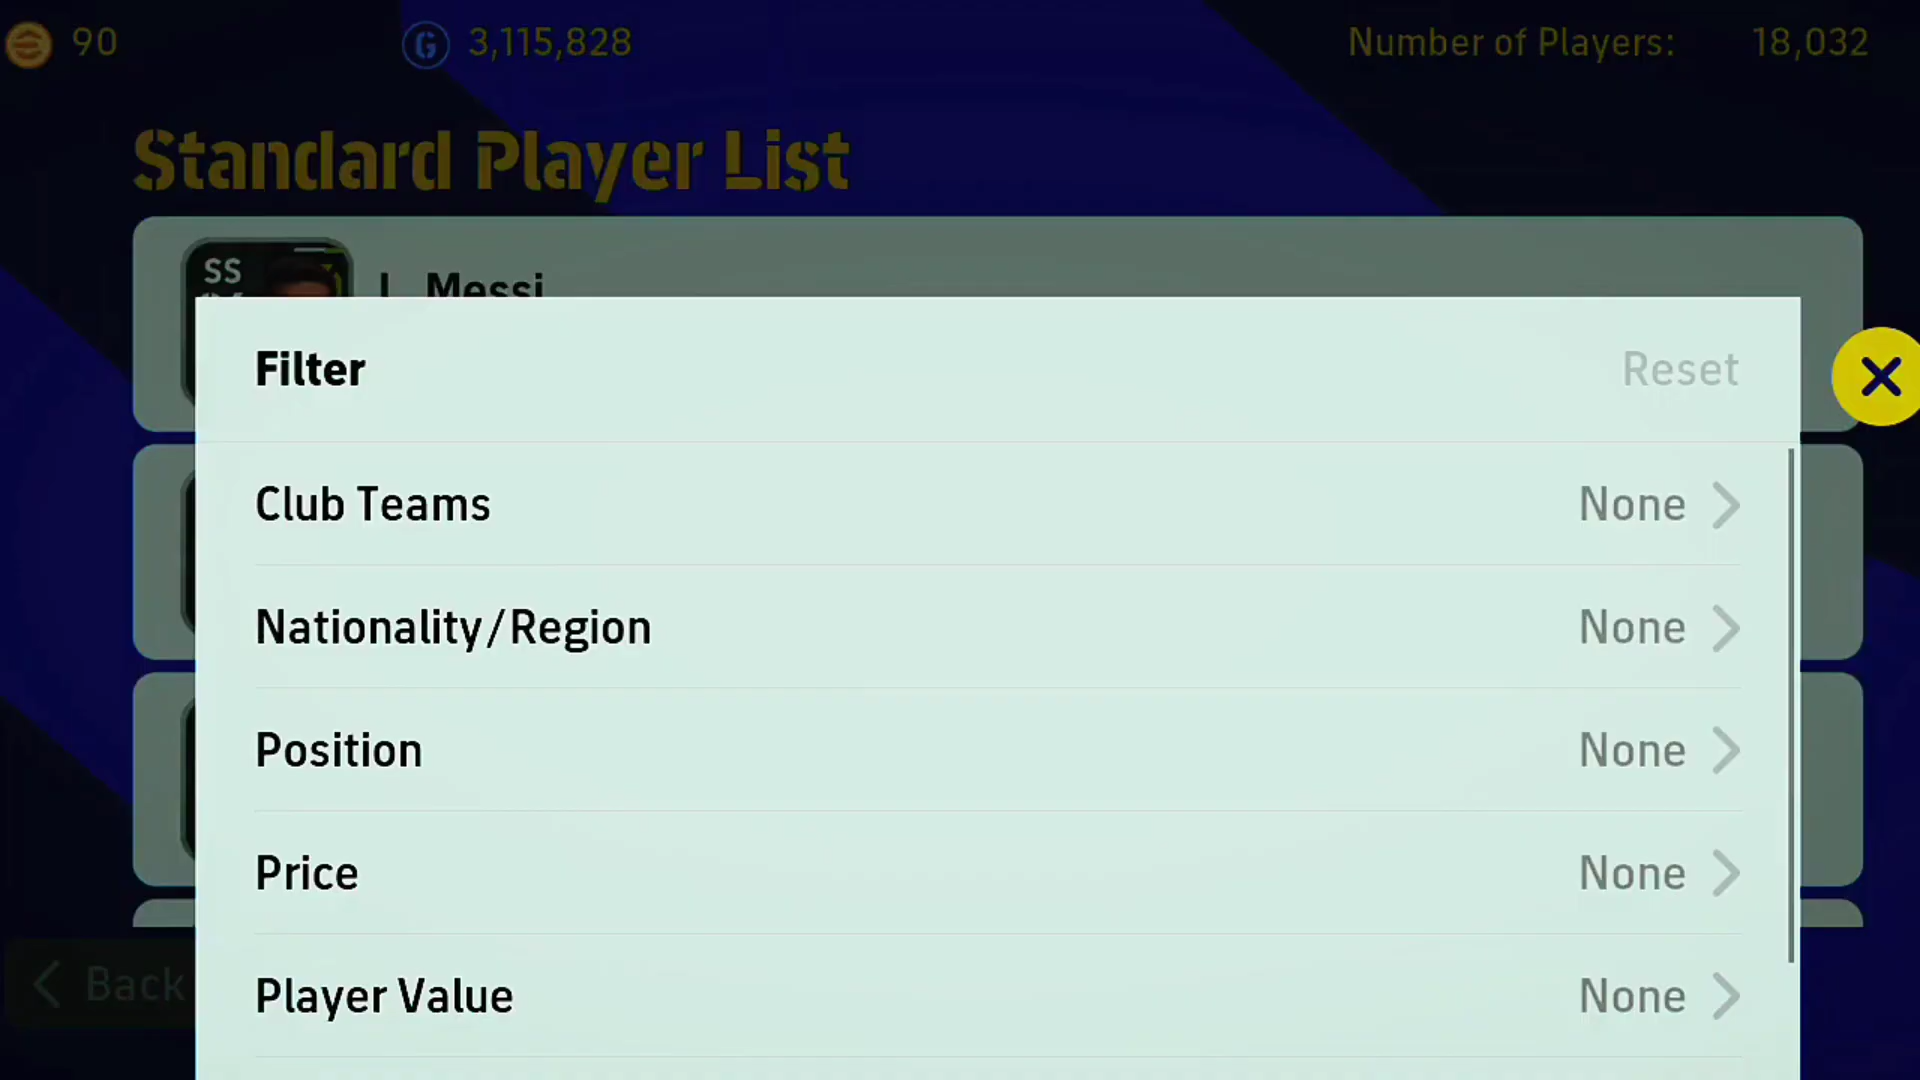 90
3,115,828
Number of Players: 18,032
Standard Player List
SS
L. Messi
Filter
Reset
Club Teams
None
Nationality/Region
None
Position
None
Price
None
Player Value
None
Back